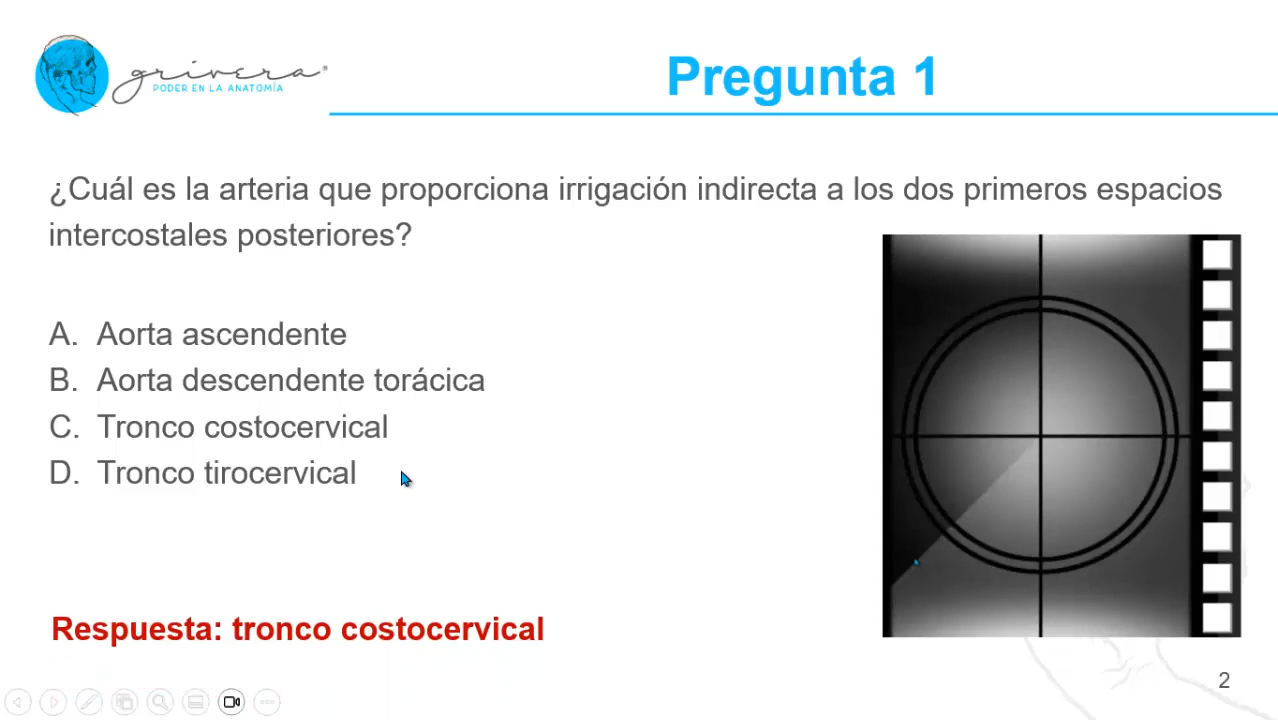 grivera®
PODER EN LA ANATOMÍA
Pregunta 1
¿Cuál es la arteria que proporciona irrigación indirecta a los dos primeros espacios
intercostales posteriores?
A. Aorta ascendente
B. Aorta descendente torácica
C. Tronco costocervical
D. Tronco tirocervical
Respuesta: tronco costocervical
2